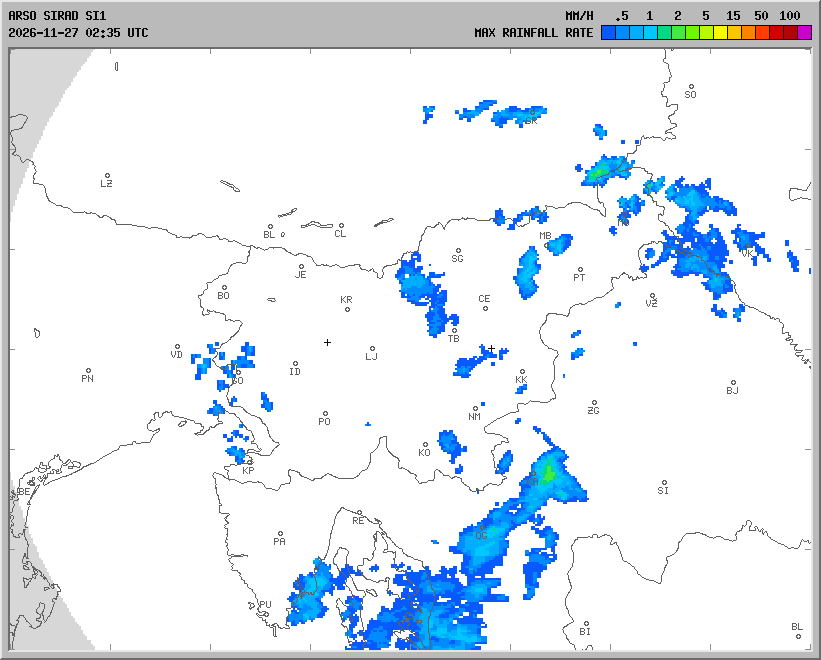 ARSO SIRAD SI1
MM/H .5 1 2 5 15 50 100
2026-11-27 02:35 UTC
MAX RAINFALL RATE
SO
GR
LZ
MS
BL
CL
MB
VK
SG
JE
PT
BO
KR
CE
VŽ
TB
VD
LJ
ID
GO
KK
PN
BJ
PO
NM
ZG
KO
KP
BE
SI
RE
OG
PA
PU
BI
BL